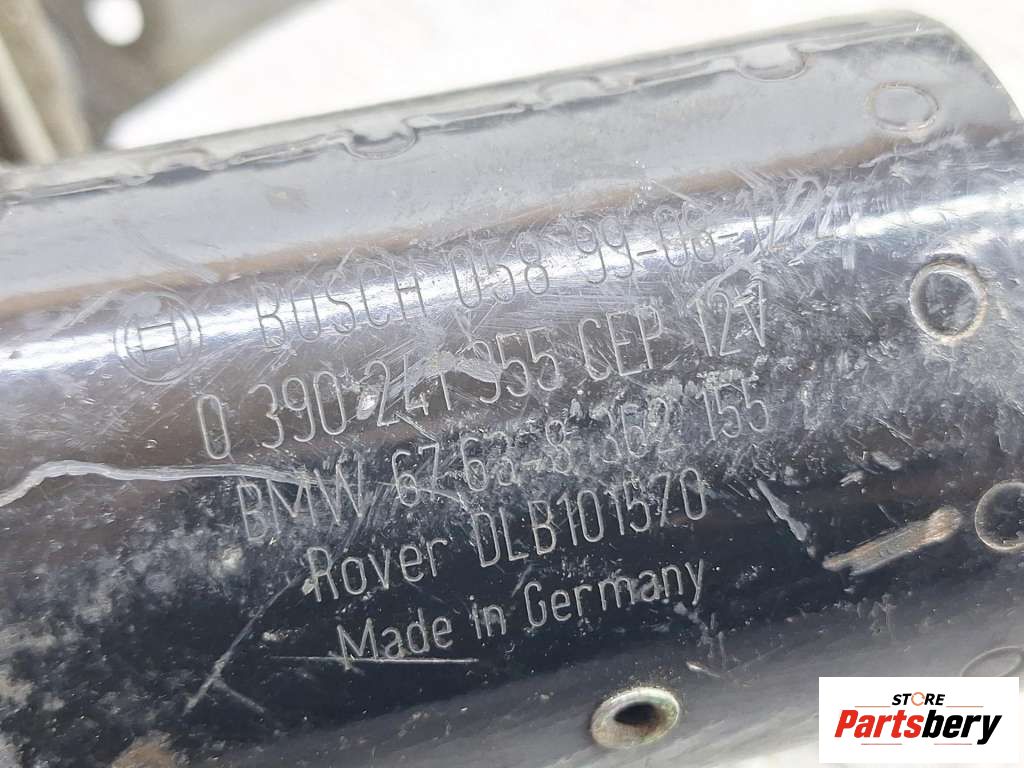 BOSCH 058 99-08-17
0 390 241 355 CEP 12V
BMW 67.63-8 362 155
Rover DLB101570
Made in Germany
STORE
Partsbery